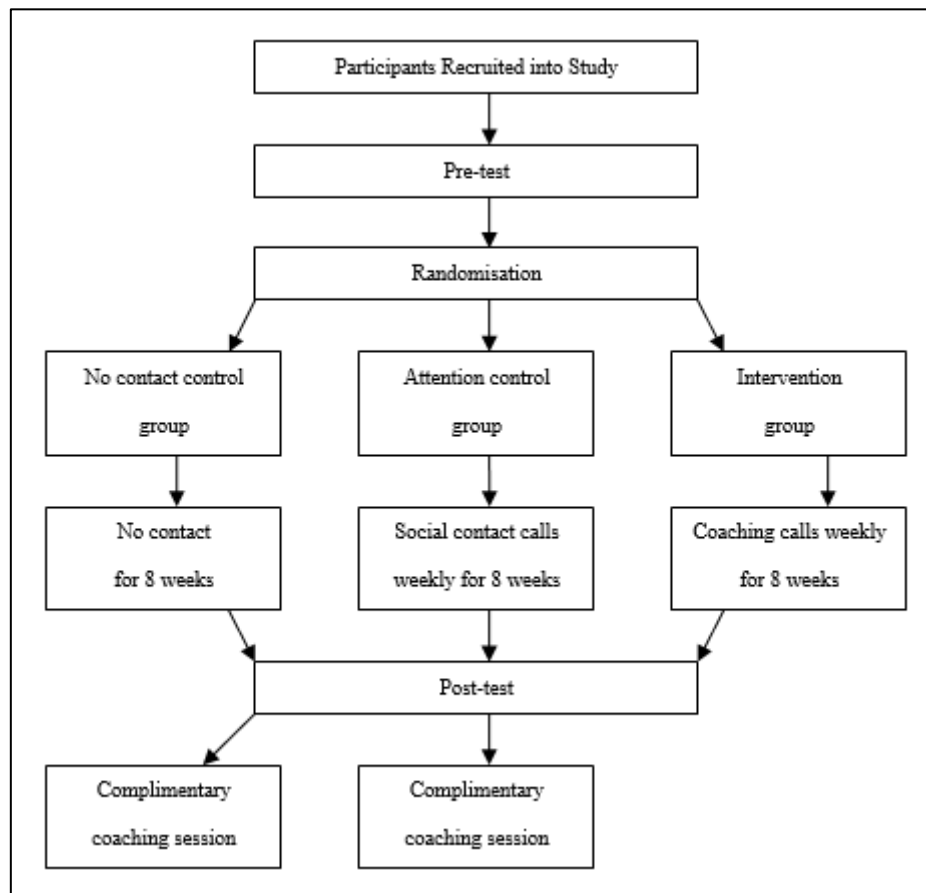 Participants Recruited into Study
Pre-test
Randomisation
No contact control
group
Attention control
group
Intervention
group
No contact
for 8 weeks
Social contact calls
weekly for 8 weeks
Coaching calls weekly
for 8 weeks
Post-test
Complimentary
coaching session
Complimentary
coaching session